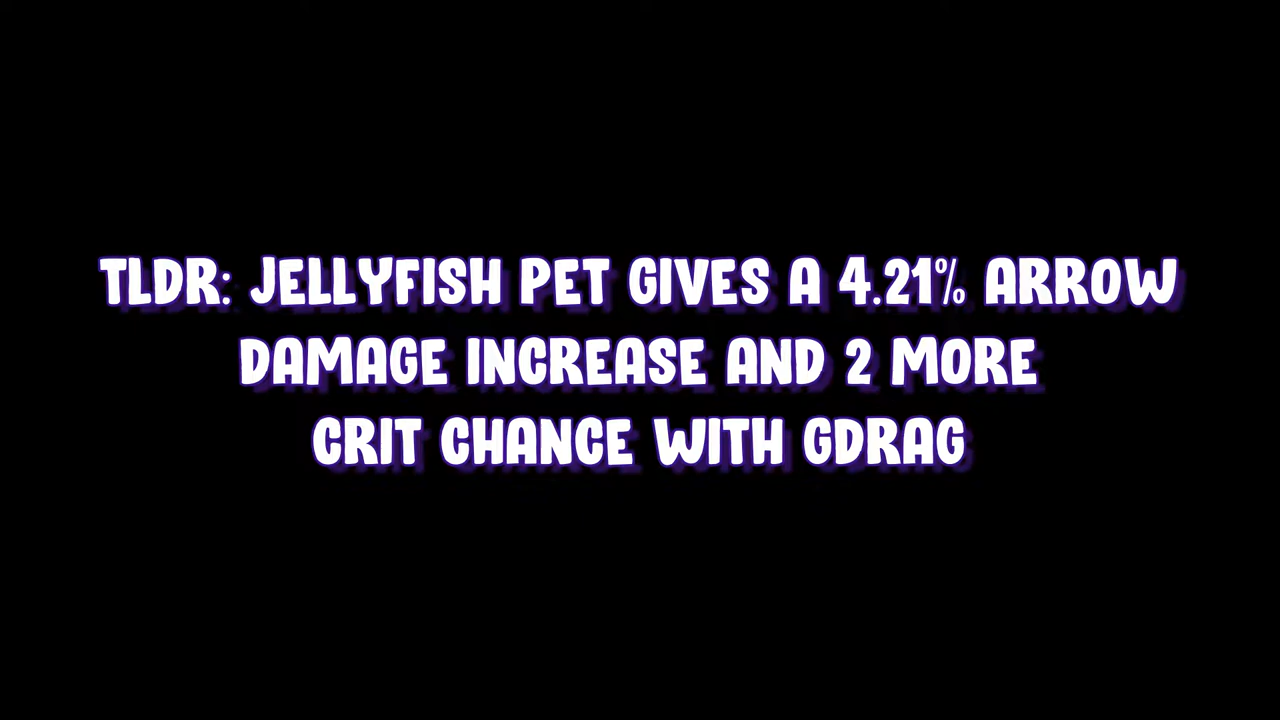 TLDR: JELLYFISH PET GIVES A 4.21% ARROW
DAMAGE INCREASE AND 2 MORE
CRIT CHANCE WITH GDRAG